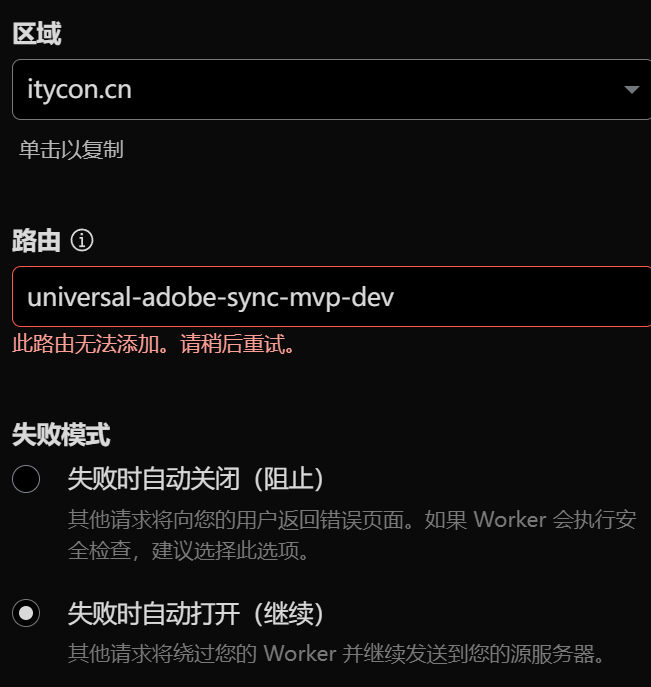 区域
itycon.cn
单击以复制
路由
universal-adobe-sync-mvp-dev
此路由无法添加。请稍后重试。
失败模式
失败时自动关闭（阻止）
其他请求将向您的用户返回错误页面。如果 Worker 会执行安
全检查，建议选择此选项。
失败时自动打开（继续）
其他请求将绕过您的 Worker 并继续发送到您的源服务器。